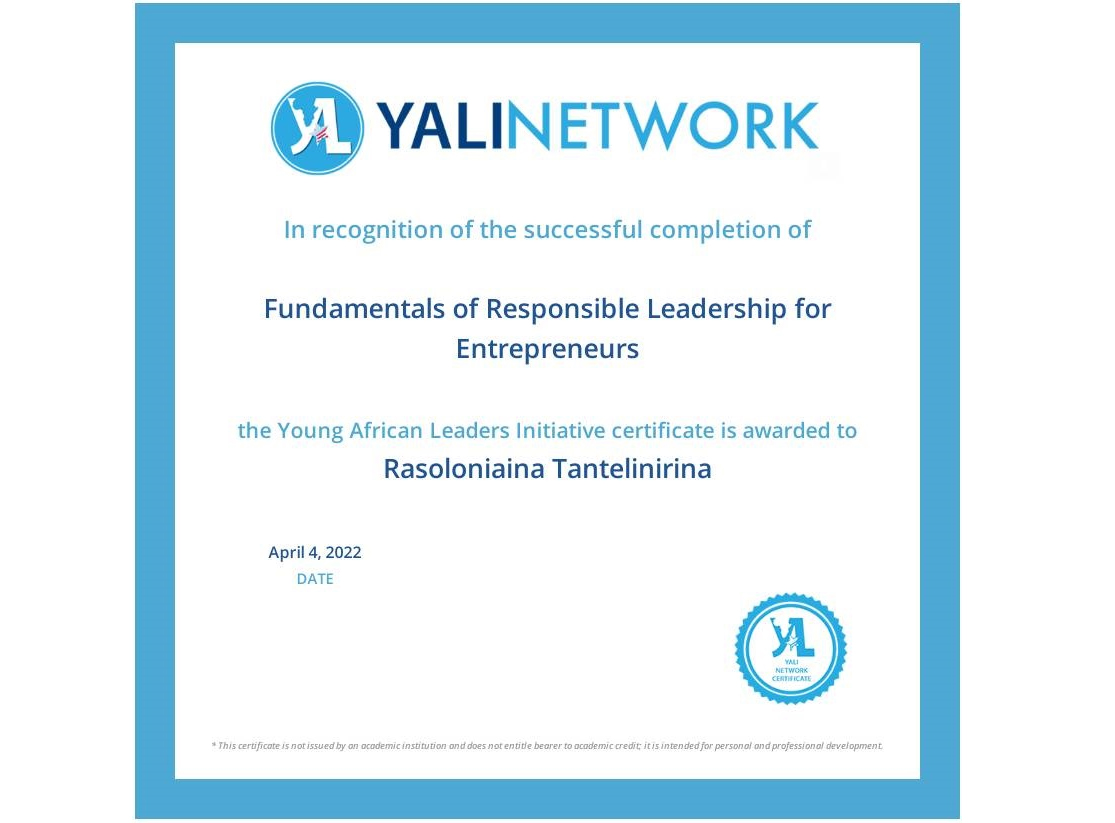 YALINETWORK
In recognition of the successful completion of
Fundamentals of Responsible Leadership for
Entrepreneurs
the Young African Leaders Initiative certificate is awarded to
Rasoloniaina Tantelinirina
April 4, 2022
DATE
YALI
NETWORK
CERTIFICATE
* This certificate is not issued by an academic institution and does not entitle bearer to academic credit; it is intended for personal and professional development.